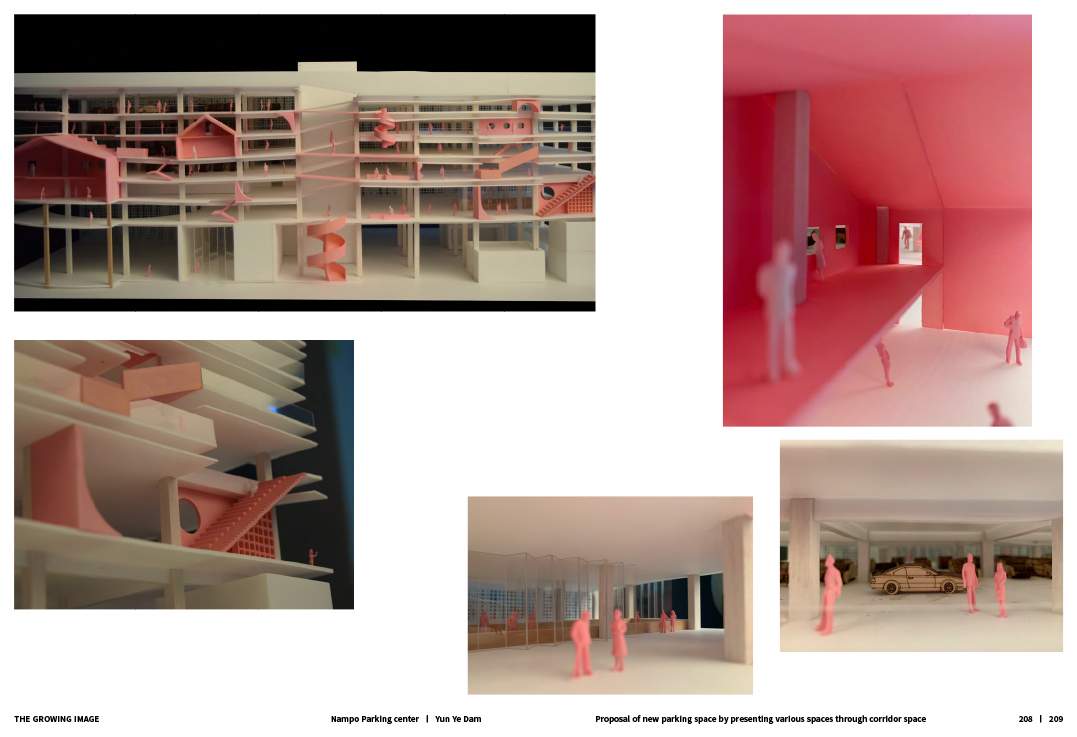 THE GROWING IMAGE
Nampo Parking center | Yun Ye Dam
Proposal of new parking space by presenting various spaces through corridor space
208 | 209